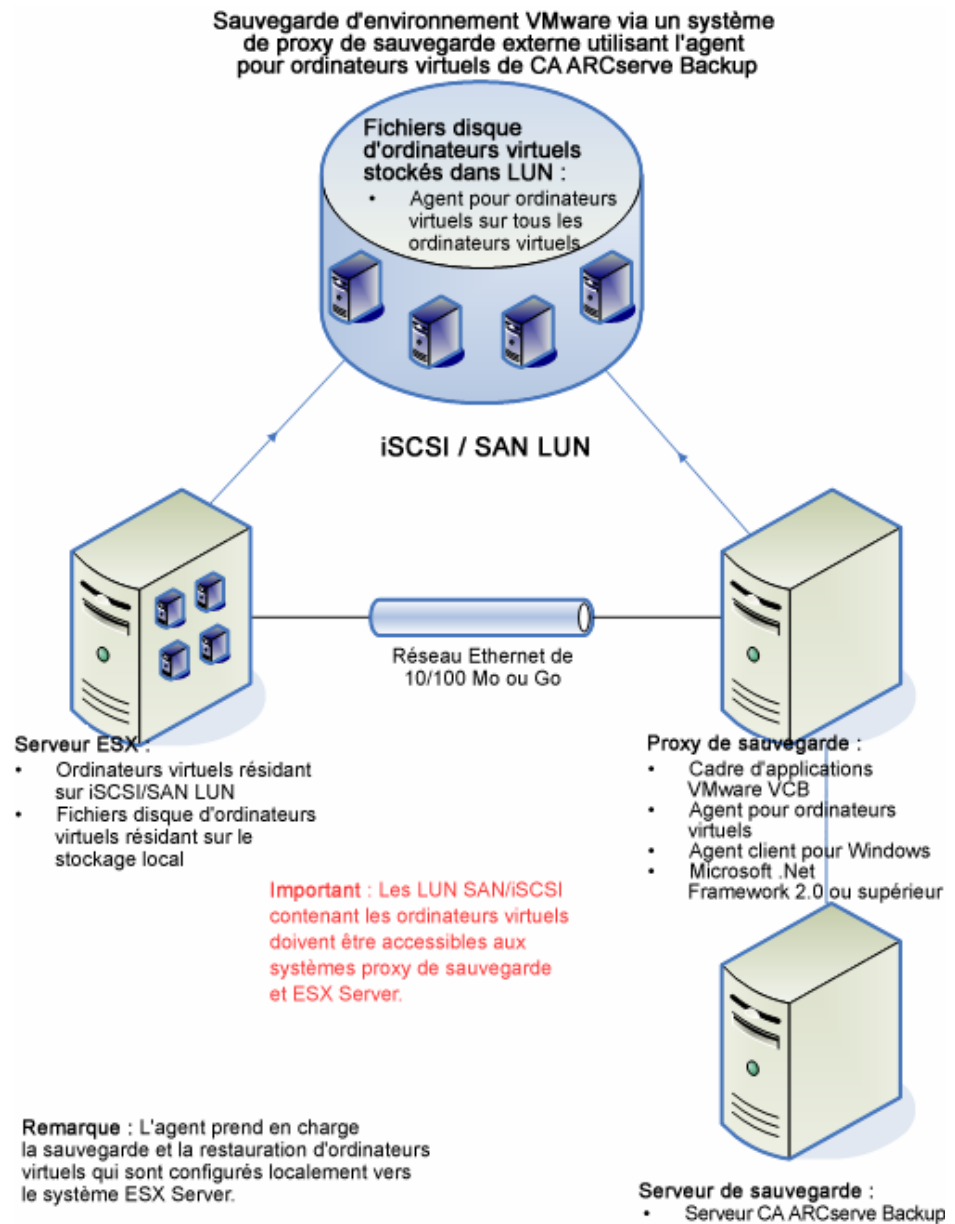 Sauvegarde d'environnement VMware via un système
de proxy de sauvegarde externe utilisant l'agent
pour ordinateurs virtuels de CA ARCserve Backup
Fichiers disque
d'ordinateurs virtuels
stockés dans LUN :
• Agent pour ordinateurs
virtuels sur tous les
ordinateurs virtuels
iSCSI / SAN LUN
Réseau Ethernet de
10/100 Mo ou Go
Serveur ESX :
• Ordinateurs virtuels résidant
sur iSCSI/SAN LUN
• Fichiers disque d'ordinateurs
virtuels résidant sur le
stockage local
Proxy de sauvegarde :
• Cadre d'applications
VMware VCB
• Agent pour ordinateurs
virtuels
• Agent client pour Windows
• Microsoft .Net
Framework 2.0 ou supérieur
Important : Les LUN SAN/iSCSI
contenant les ordinateurs virtuels
doivent être accessibles aux
systèmes proxy de sauvegarde
et ESX Server.
Remarque : L'agent prend en charge
la sauvegarde et la restauration d'ordinateurs
virtuels qui sont configurés localement vers
le système ESX Server.
Serveur de sauvegarde :
• Serveur CA ARCserve Backup